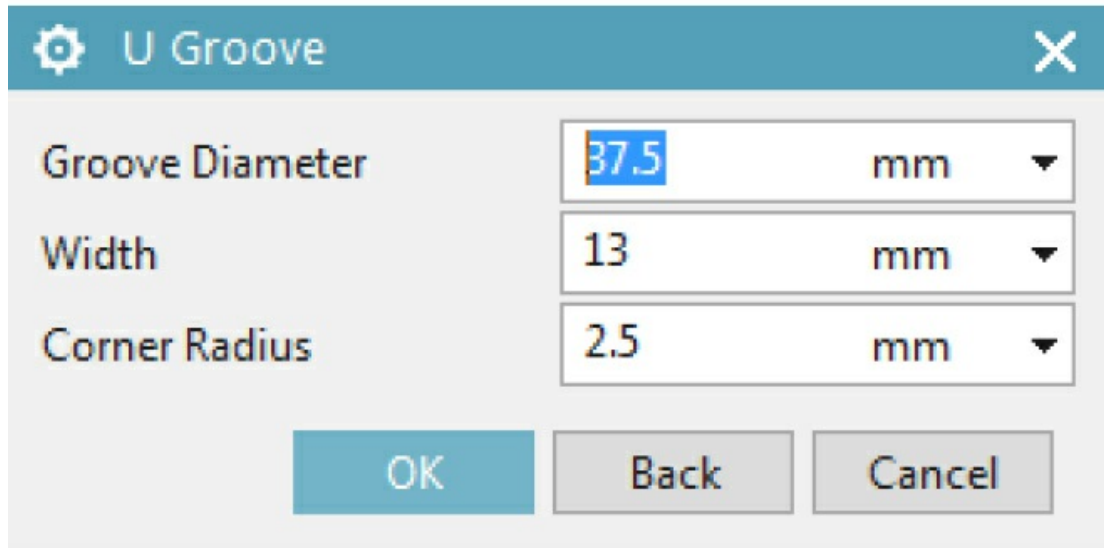 U Groove
Groove Diameter 37.5 mm
Width 13 mm
Corner Radius 2.5 mm
OK Back Cancel